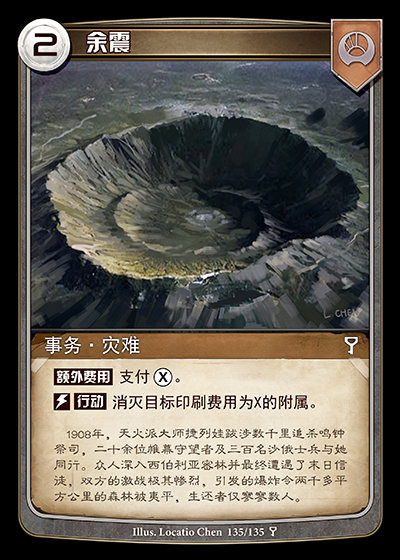 2 余震
L. CHEN
事务·灾难
额外费用 支付Ⓧ。
行动 消灭目标印刷费用为X的附属。
1908年，天火派大师捷列娃跋涉数千里追杀鸣钟
祭司，二十余位帷幕守望者及三百名沙俄士兵与她
同行。众人深入西伯利亚密林并最终遭遇了末日信
徒，双方的激战极其惨烈，引发的爆炸令两千多平
方公里的森林被夷平，生还者仅寥寥数人。
Illus. Locatio Chen 135/135